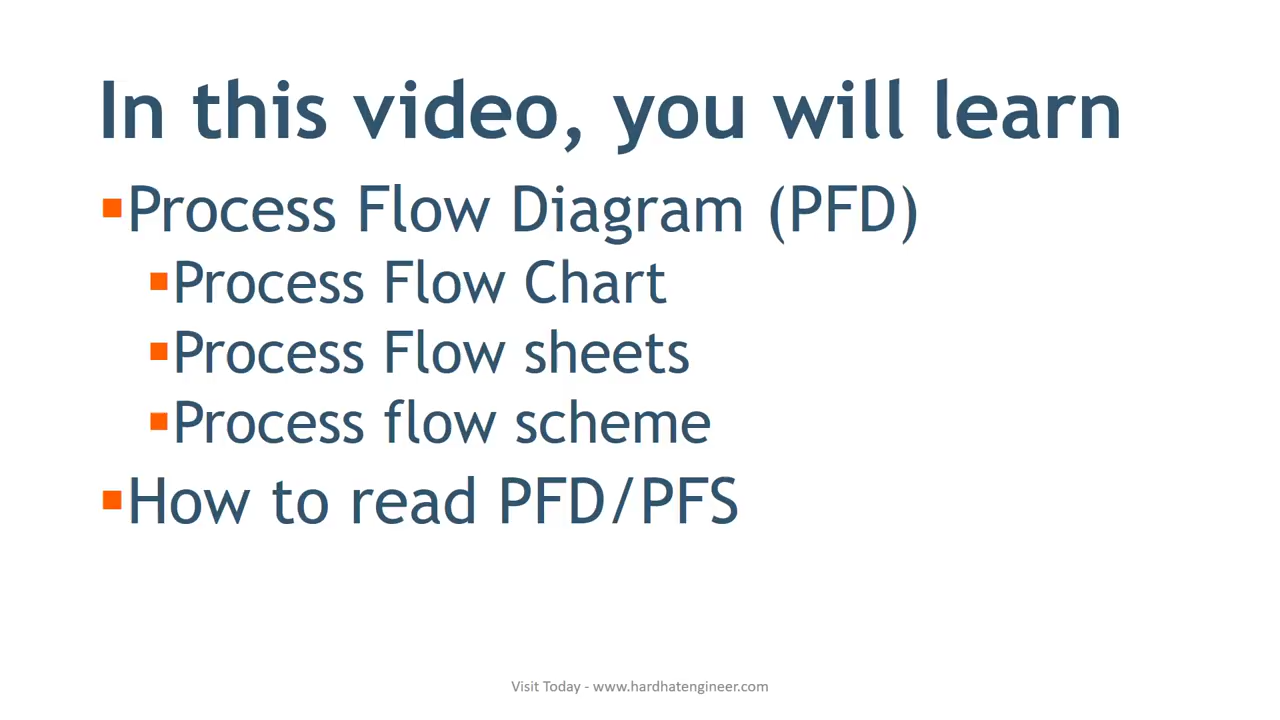 In this video, you will learn
Process Flow Diagram (PFD)
Process Flow Chart
Process Flow sheets
Process flow scheme
How to read PFD/PFS
Visit Today - www.hardhatengineer.com